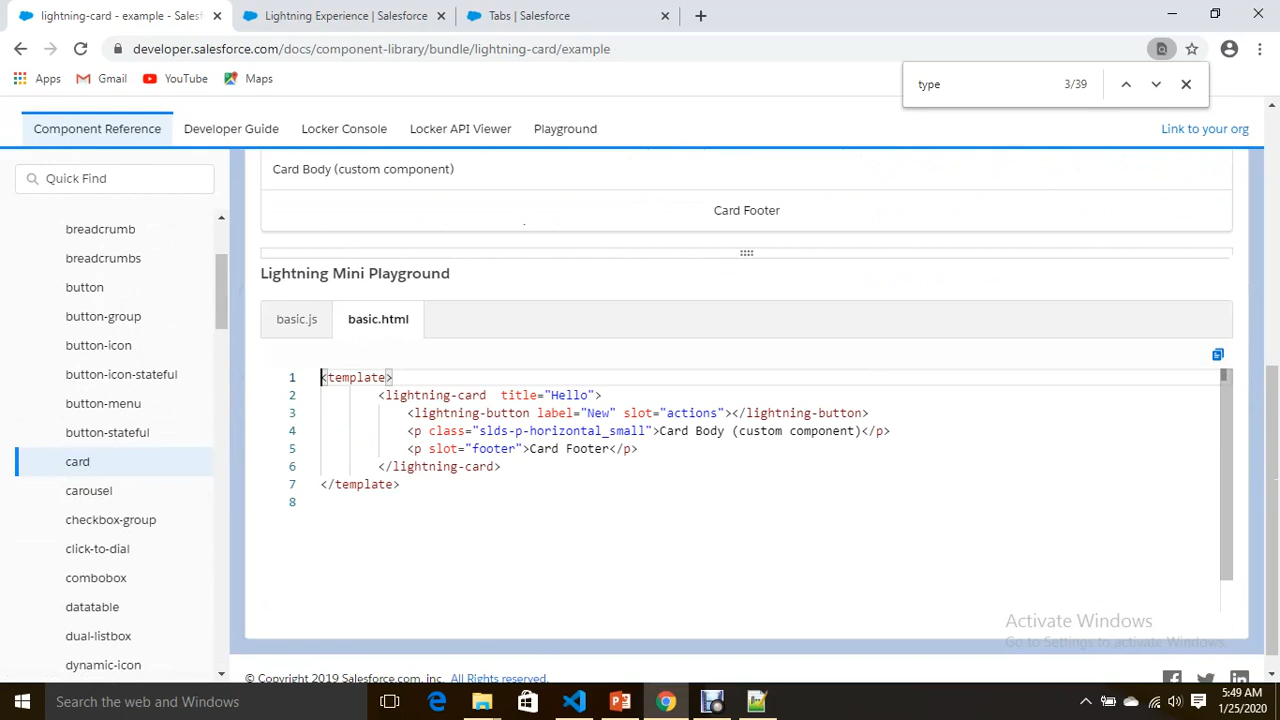 lightning-card - example - Sales
Lightning Experience | Salesforce
Tabs | Salesforce
developer.salesforce.com/docs/component-library/bundle/lightning-card/example
Apps
Gmail
YouTube
Maps
type
3/39
Component Reference
Developer Guide
Locker Console
Locker API Viewer
Playground
Link to your org
Quick Find
breadcrumb
breadcrumbs
button
button-group
button-icon
button-icon-stateful
button-menu
button-stateful
card
carousel
checkbox-group
click-to-dial
combobox
datatable
dual-listbox
dynamic-icon
Card Body (custom component)
Card Footer
Lightning Mini Playground
basic.js
basic.html
1 <template>
2 <lightning-card title="Hello">
3 <lightning-button label="New" slot="actions"></lightning-button>
4 <p class="slds-p-horizontal_small">Card Body (custom component)</p>
5 <p slot="footer">Card Footer</p>
6 </lightning-card>
7 </template>
8
Activate Windows
Go to Settings to activate Windows.
© Copyright 2019 Salesforce.com, inc. All Rights reserved.
Search the web and Windows
5:49 AM
1/25/2020